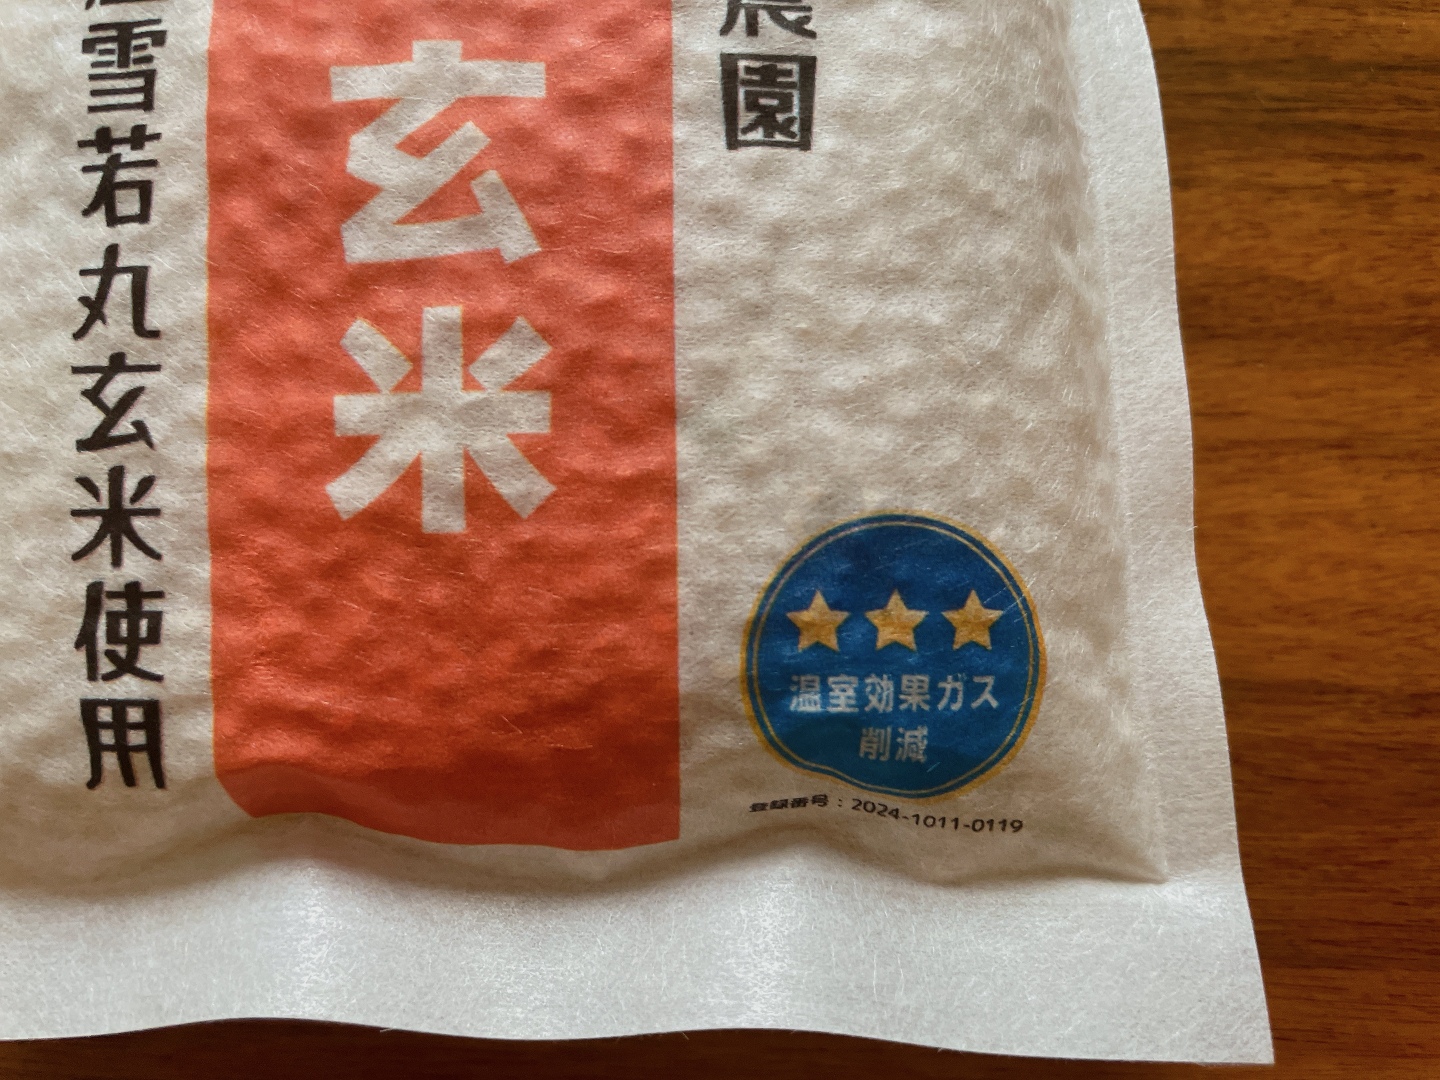 農園
玄米
雪若丸玄米使用
温室効果ガス
削減
登録番号：2024-1011-0119